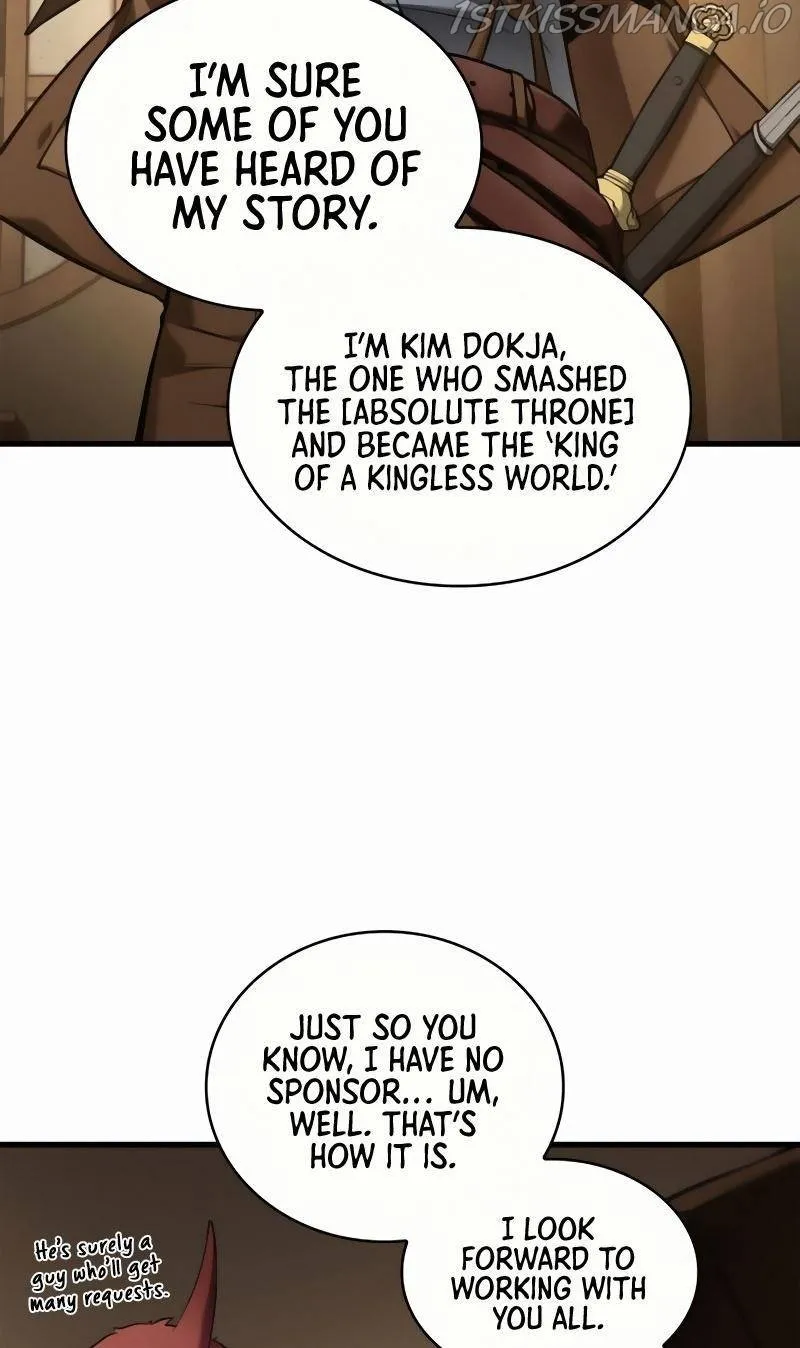 1STKISSMANGA.IO
I'M SURE
SOME OF YOU
HAVE HEARD OF
MY STORY.
I'M KIM DOKJA,
THE ONE WHO SMASHED
THE [ABSOLUTE THRONE]
AND BECAME THE 'KING
OF A KINGLESS WORLD.'
JUST SO YOU
KNOW, I HAVE NO
SPONSOR... UM,
WELL. THAT'S
HOW IT IS.
He's surely a
guy who'll get
many requests.
I LOOK
FORWARD TO
WORKING WITH
YOU ALL.